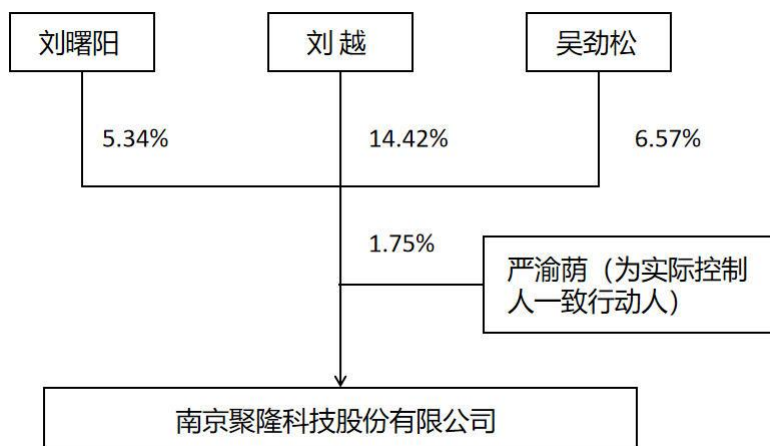 刘曙阳
刘 越
吴劲松
5.34%
14.42%
6.57%
1.75%
严渝荫（为实际控制
人一致行动人）
南京聚隆科技股份有限公司